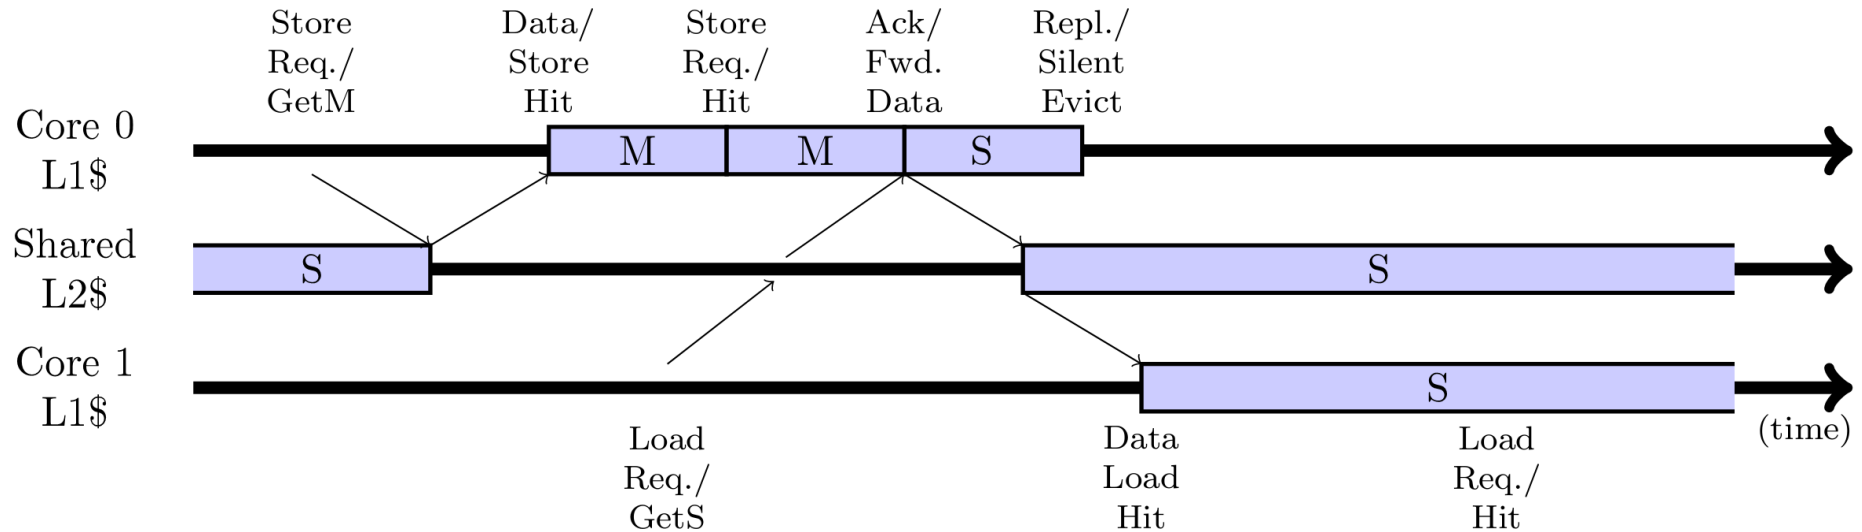 Store
Req./
GetM
Data/
Store
Hit
Store
Req./
Hit
Ack/
Fwd.
Data
Repl./
Silent
Evict
Core 0
L1$
M
M
S
Shared
L2$
S
S
Core 1
L1$
S
(time)
Load
Req./
GetS
Data
Load
Hit
Load
Req./
Hit